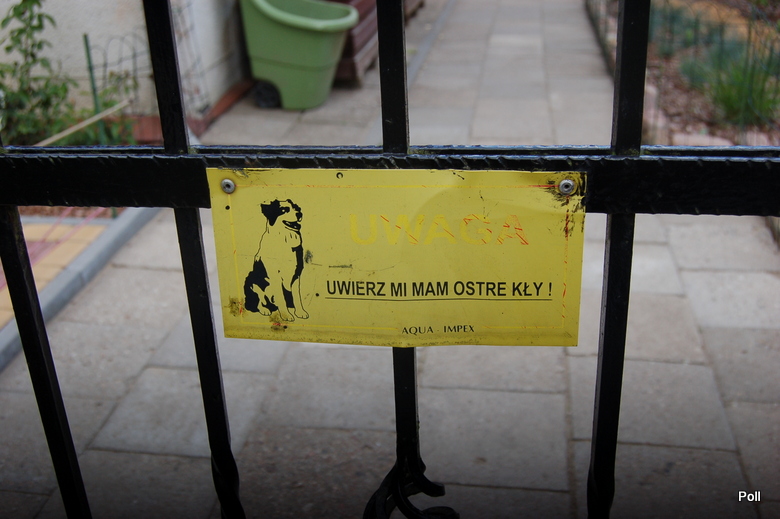 UWAGA
UWIERZ MI MAM OSTRE KŁY !
AQUA IMPEX
Poll